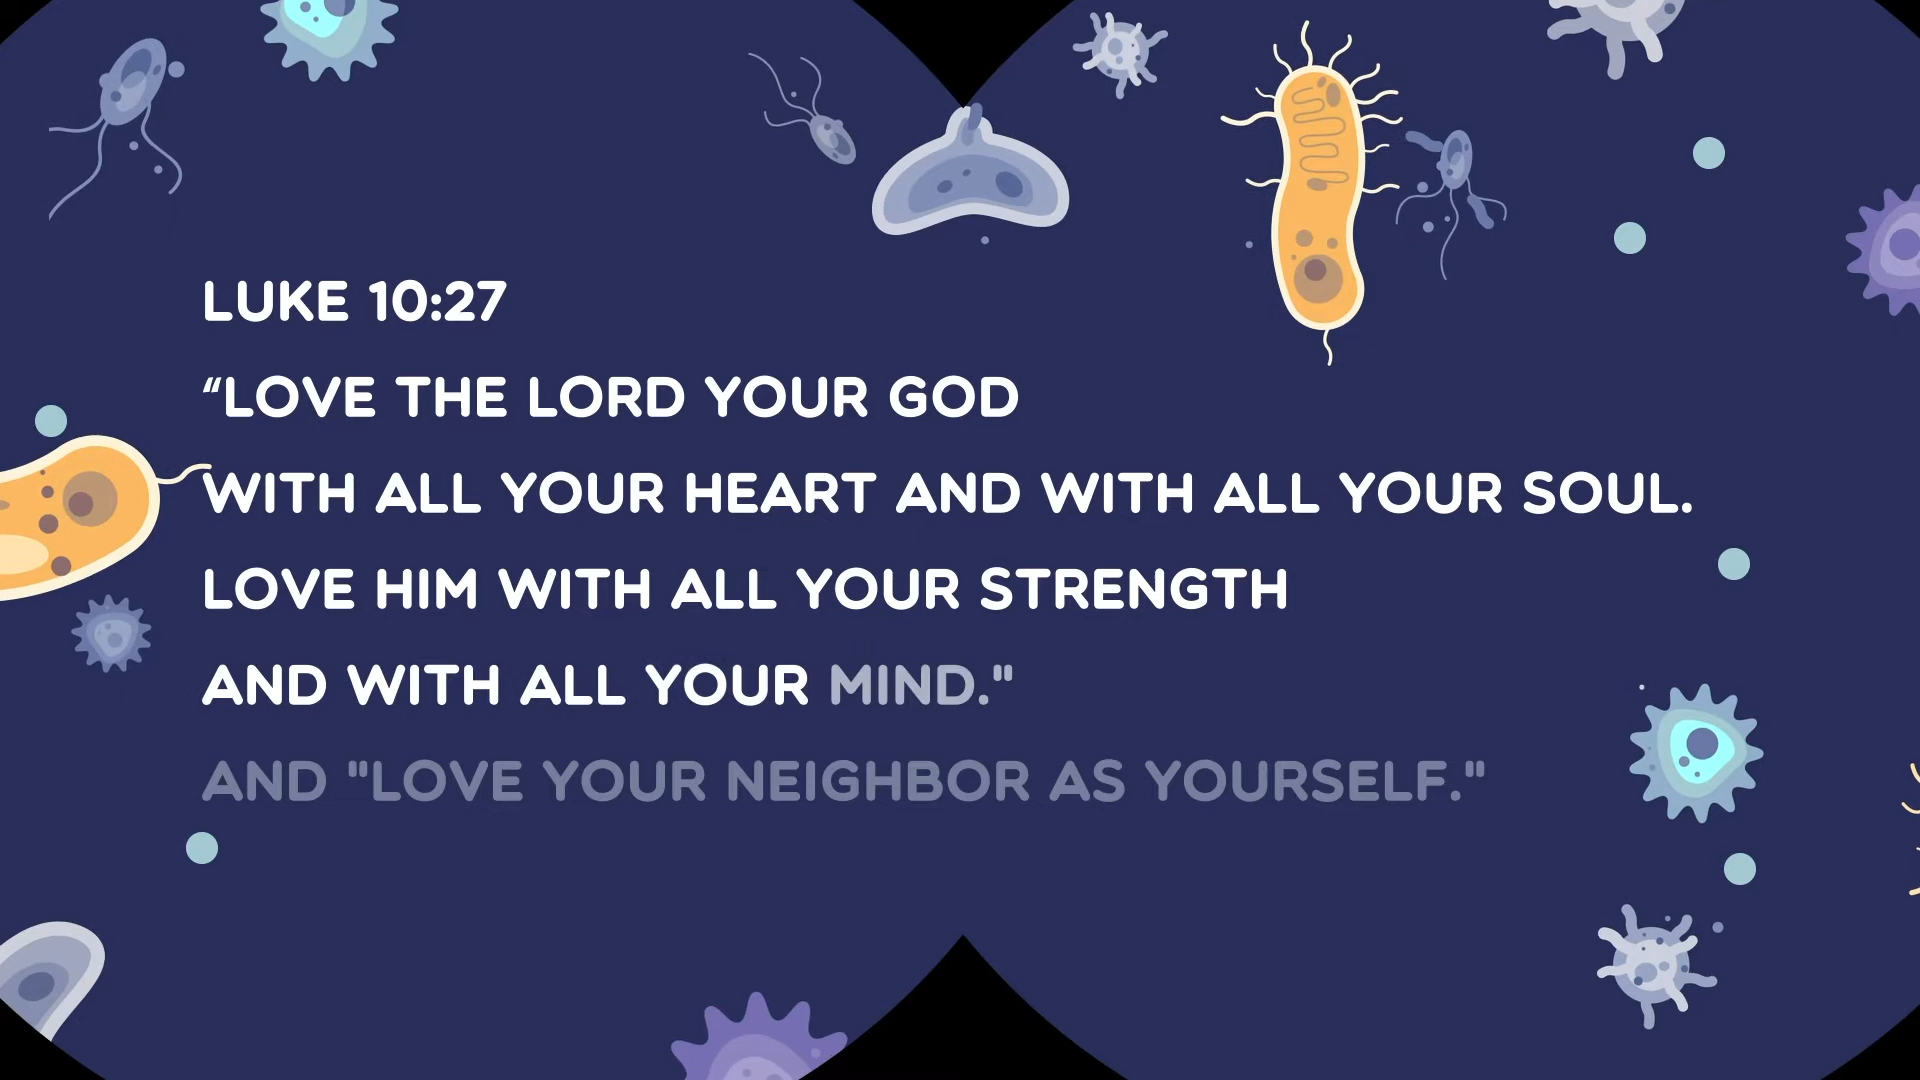 LUKE 10:27
“LOVE THE LORD YOUR GOD
WITH ALL YOUR HEART AND WITH ALL YOUR SOUL.
LOVE HIM WITH ALL YOUR STRENGTH
AND WITH ALL YOUR MIND."
AND "LOVE YOUR NEIGHBOR AS YOURSELF."